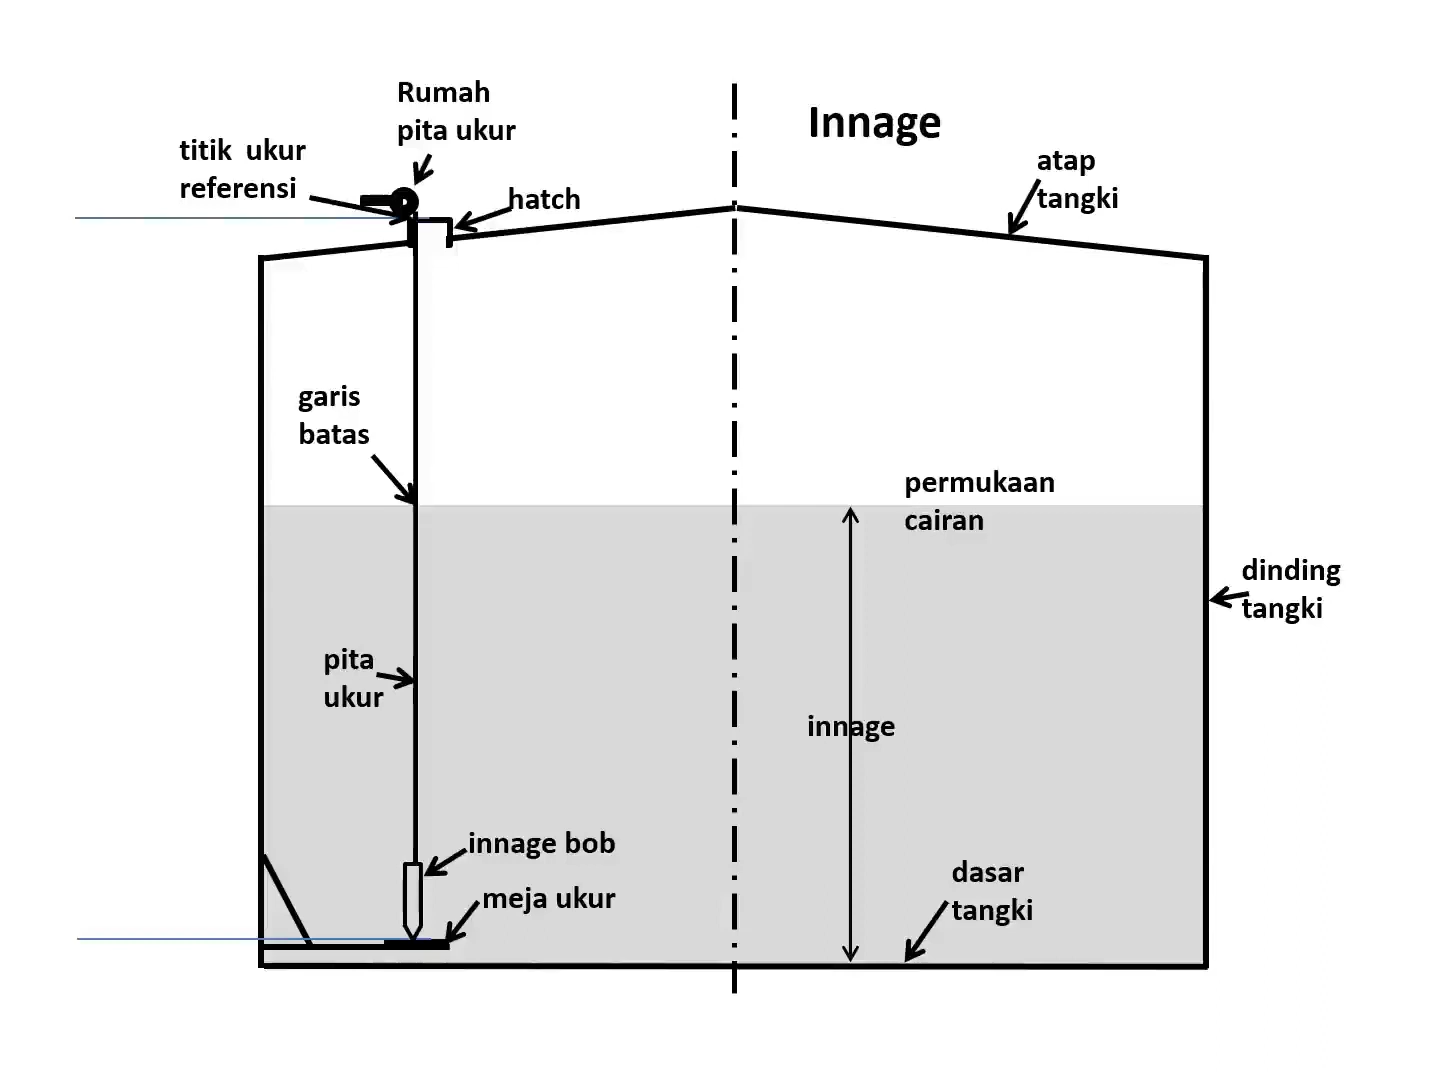 Rumah
pita ukur
Innage
titik ukur
referensi
hatch
atap
tangki
garis
batas
permukaan
cairan
dinding
tangki
pita
ukur
innage
innage bob
meja ukur
dasar
tangki